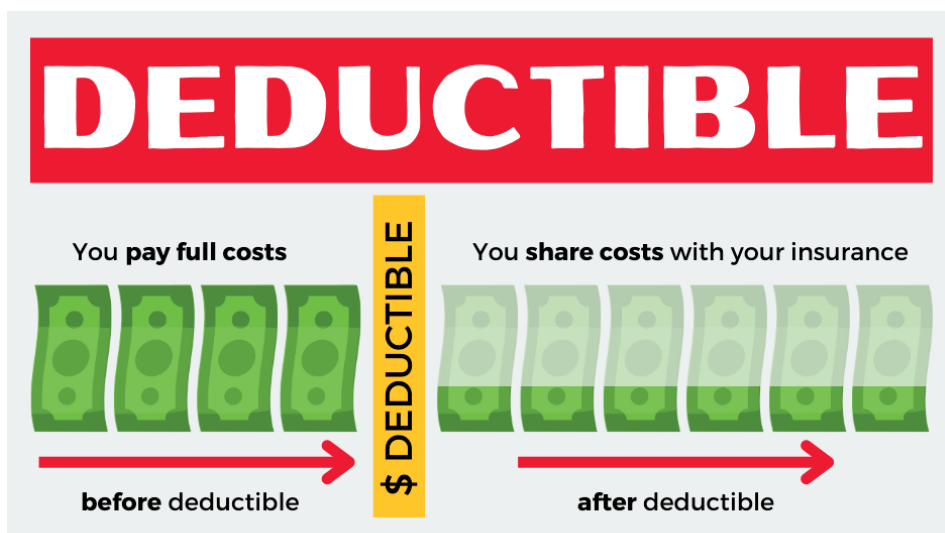 DEDUCTIBLE
You pay full costs
$ DEDUCTIBLE
You share costs with your insurance
before deductible
after deductible